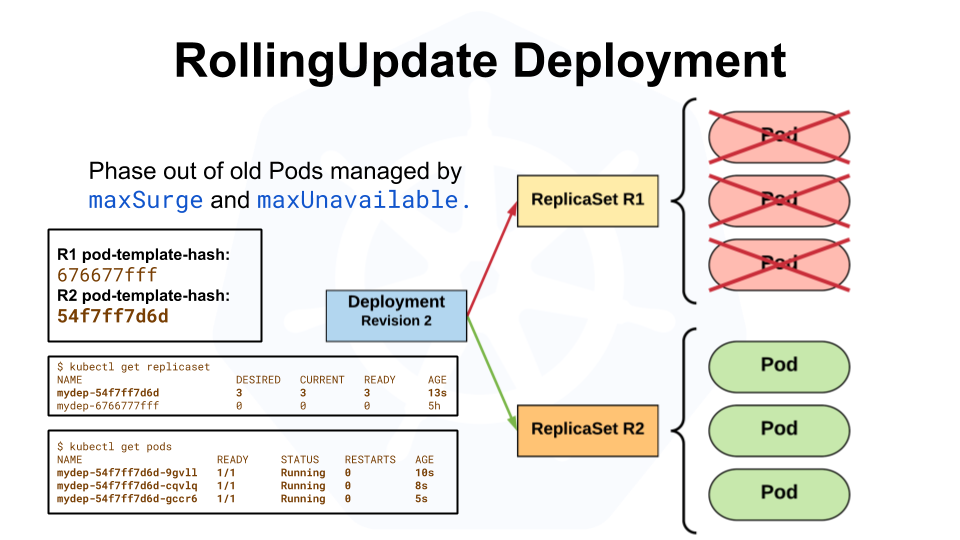 RollingUpdate Deployment
Phase out of old Pods managed by
maxSurge and maxUnavailable.
R1 pod-template-hash:
676677fff
R2 pod-template-hash:
54f7ff7d6d
$ kubectl get replicaset
NAME DESIRED CURRENT READY AGE
mydep-54f7ff7d6d 3 3 3 13s
mydep-6766777fff 0 0 0 5h
$ kubectl get pods
NAME READY STATUS RESTARTS AGE
mydep-54f7ff7d6d-9gvll 1/1 Running 0 10s
mydep-54f7ff7d6d-cqvlq 1/1 Running 0 8s
mydep-54f7ff7d6d-gccr6 1/1 Running 0 5s
Deployment
Revision 2
ReplicaSet R1
Pod
Pod
Pod
ReplicaSet R2
Pod
Pod
Pod